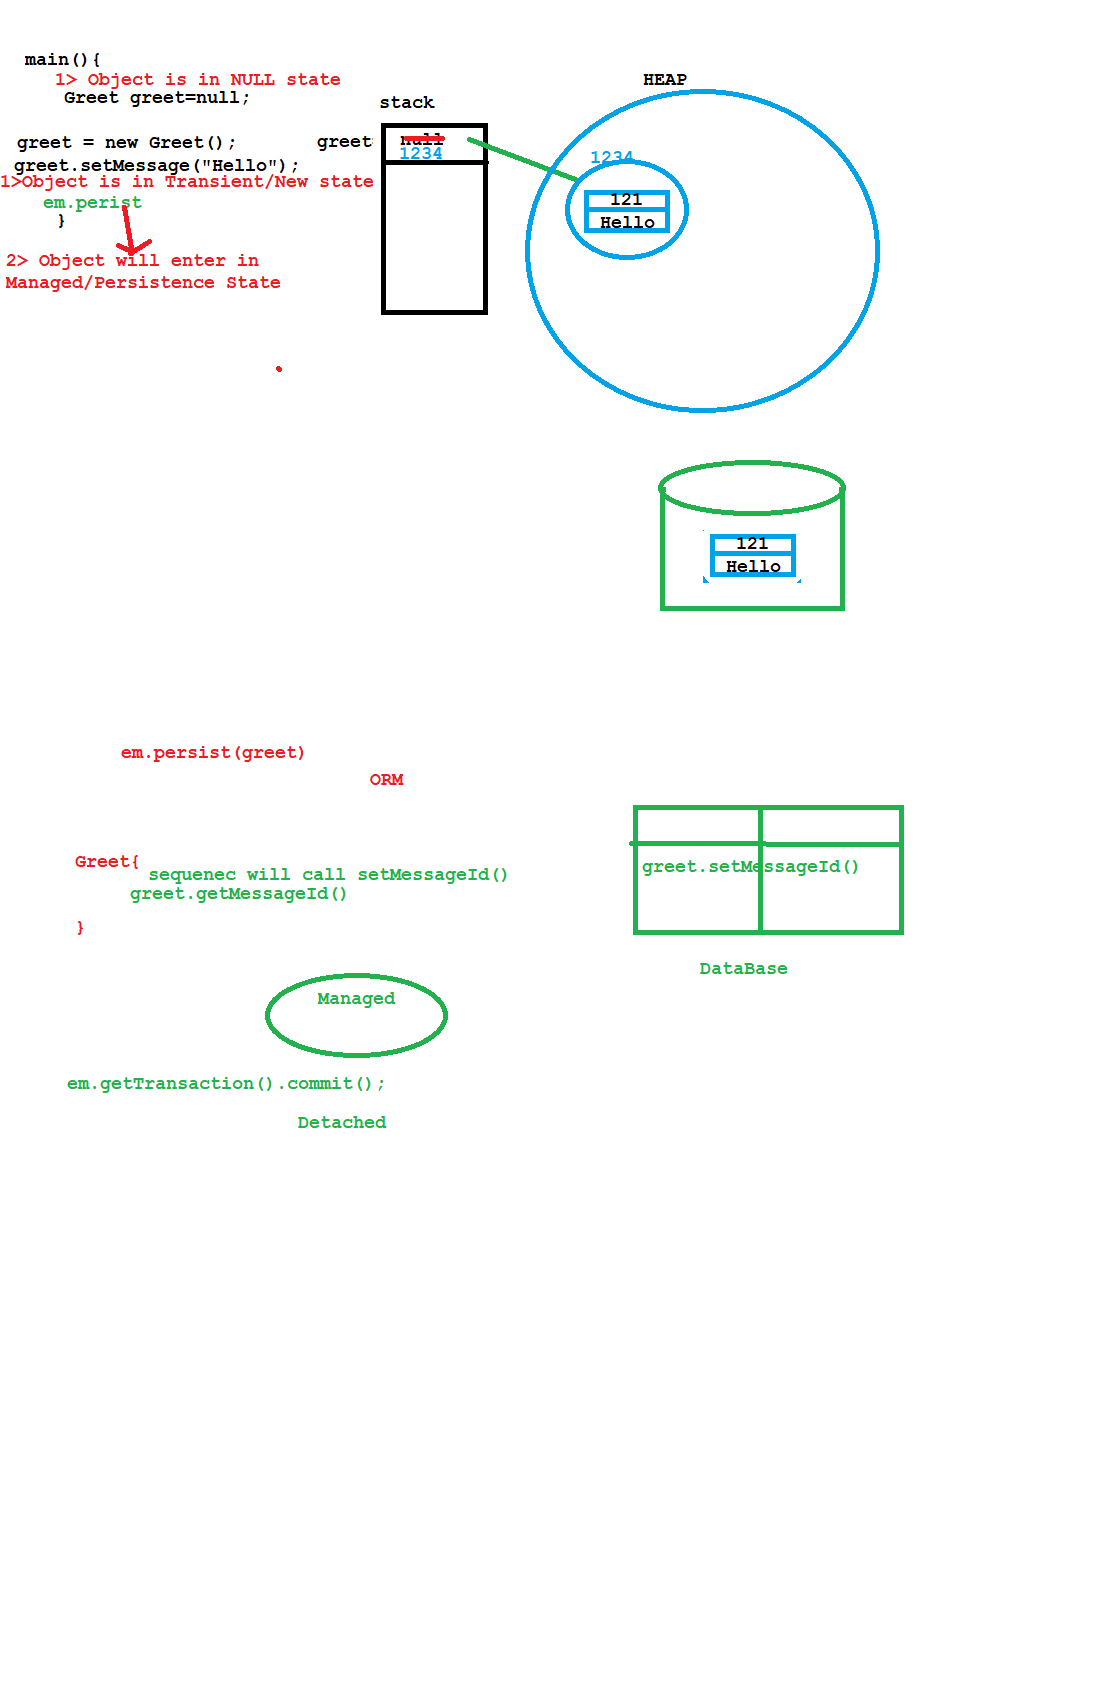 main(){
1> Object is in NULL state
Greet greet=null;
HEAP
stack
greet = new Greet();
greet
null
1234
1234
greet.setMessage("Hello");
1>Object is in Transient/New state
em.perist
}
121
Hello
2> Object will enter in
Managed/Persistence State
121
Hello
em.persist(greet)
ORM
Greet{
sequenec will call setMessageId()
greet.getMessageId()
}
greet.setMessageId()
DataBase
Managed
em.getTransaction().commit();
Detached